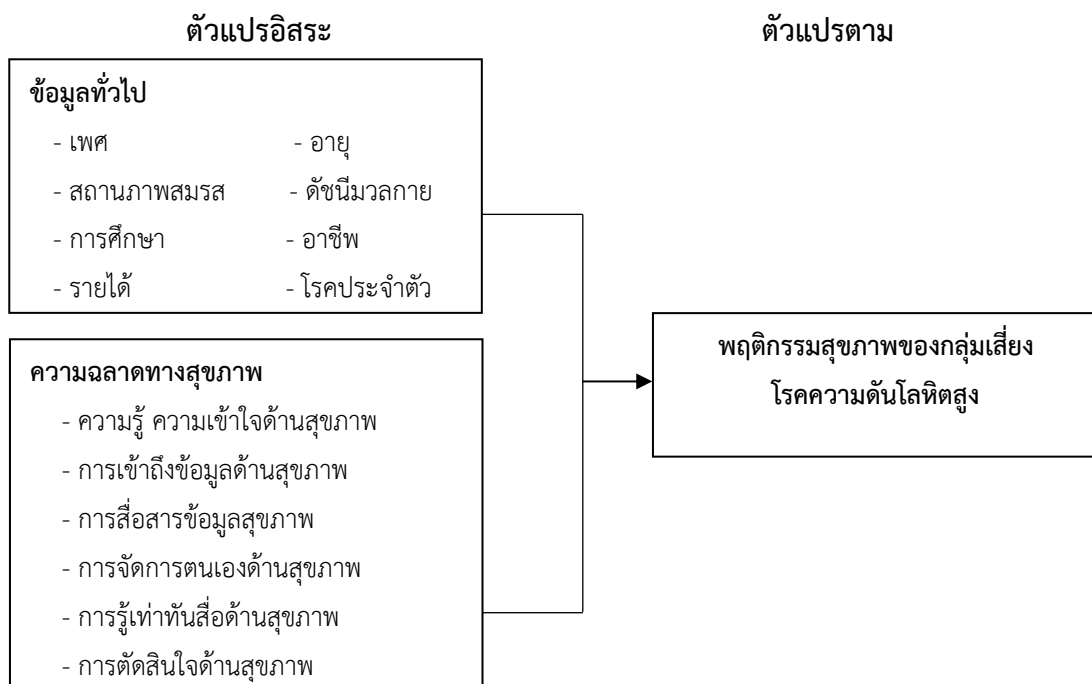 ตัวแปรอิสระ ตัวแปรตาม
ข้อมูลทั่วไป
- เพศ - อายุ
- สถานภาพสมรส - ดัชนีมวลกาย
- การศึกษา - อาชีพ
- รายได้ - โรคประจำตัว
ความฉลาดทางสุขภาพ
- ความรู้ ความเข้าใจด้านสุขภาพ
- การเข้าถึงข้อมูลด้านสุขภาพ
- การสื่อสารข้อมูลสุขภาพ
- การจัดการตนเองด้านสุขภาพ
- การรู้เท่าทันสื่อด้านสุขภาพ
- การตัดสินใจด้านสุขภาพ
พฤติกรรมสุขภาพของกลุ่มเสี่ยง
โรคความดันโลหิตสูง